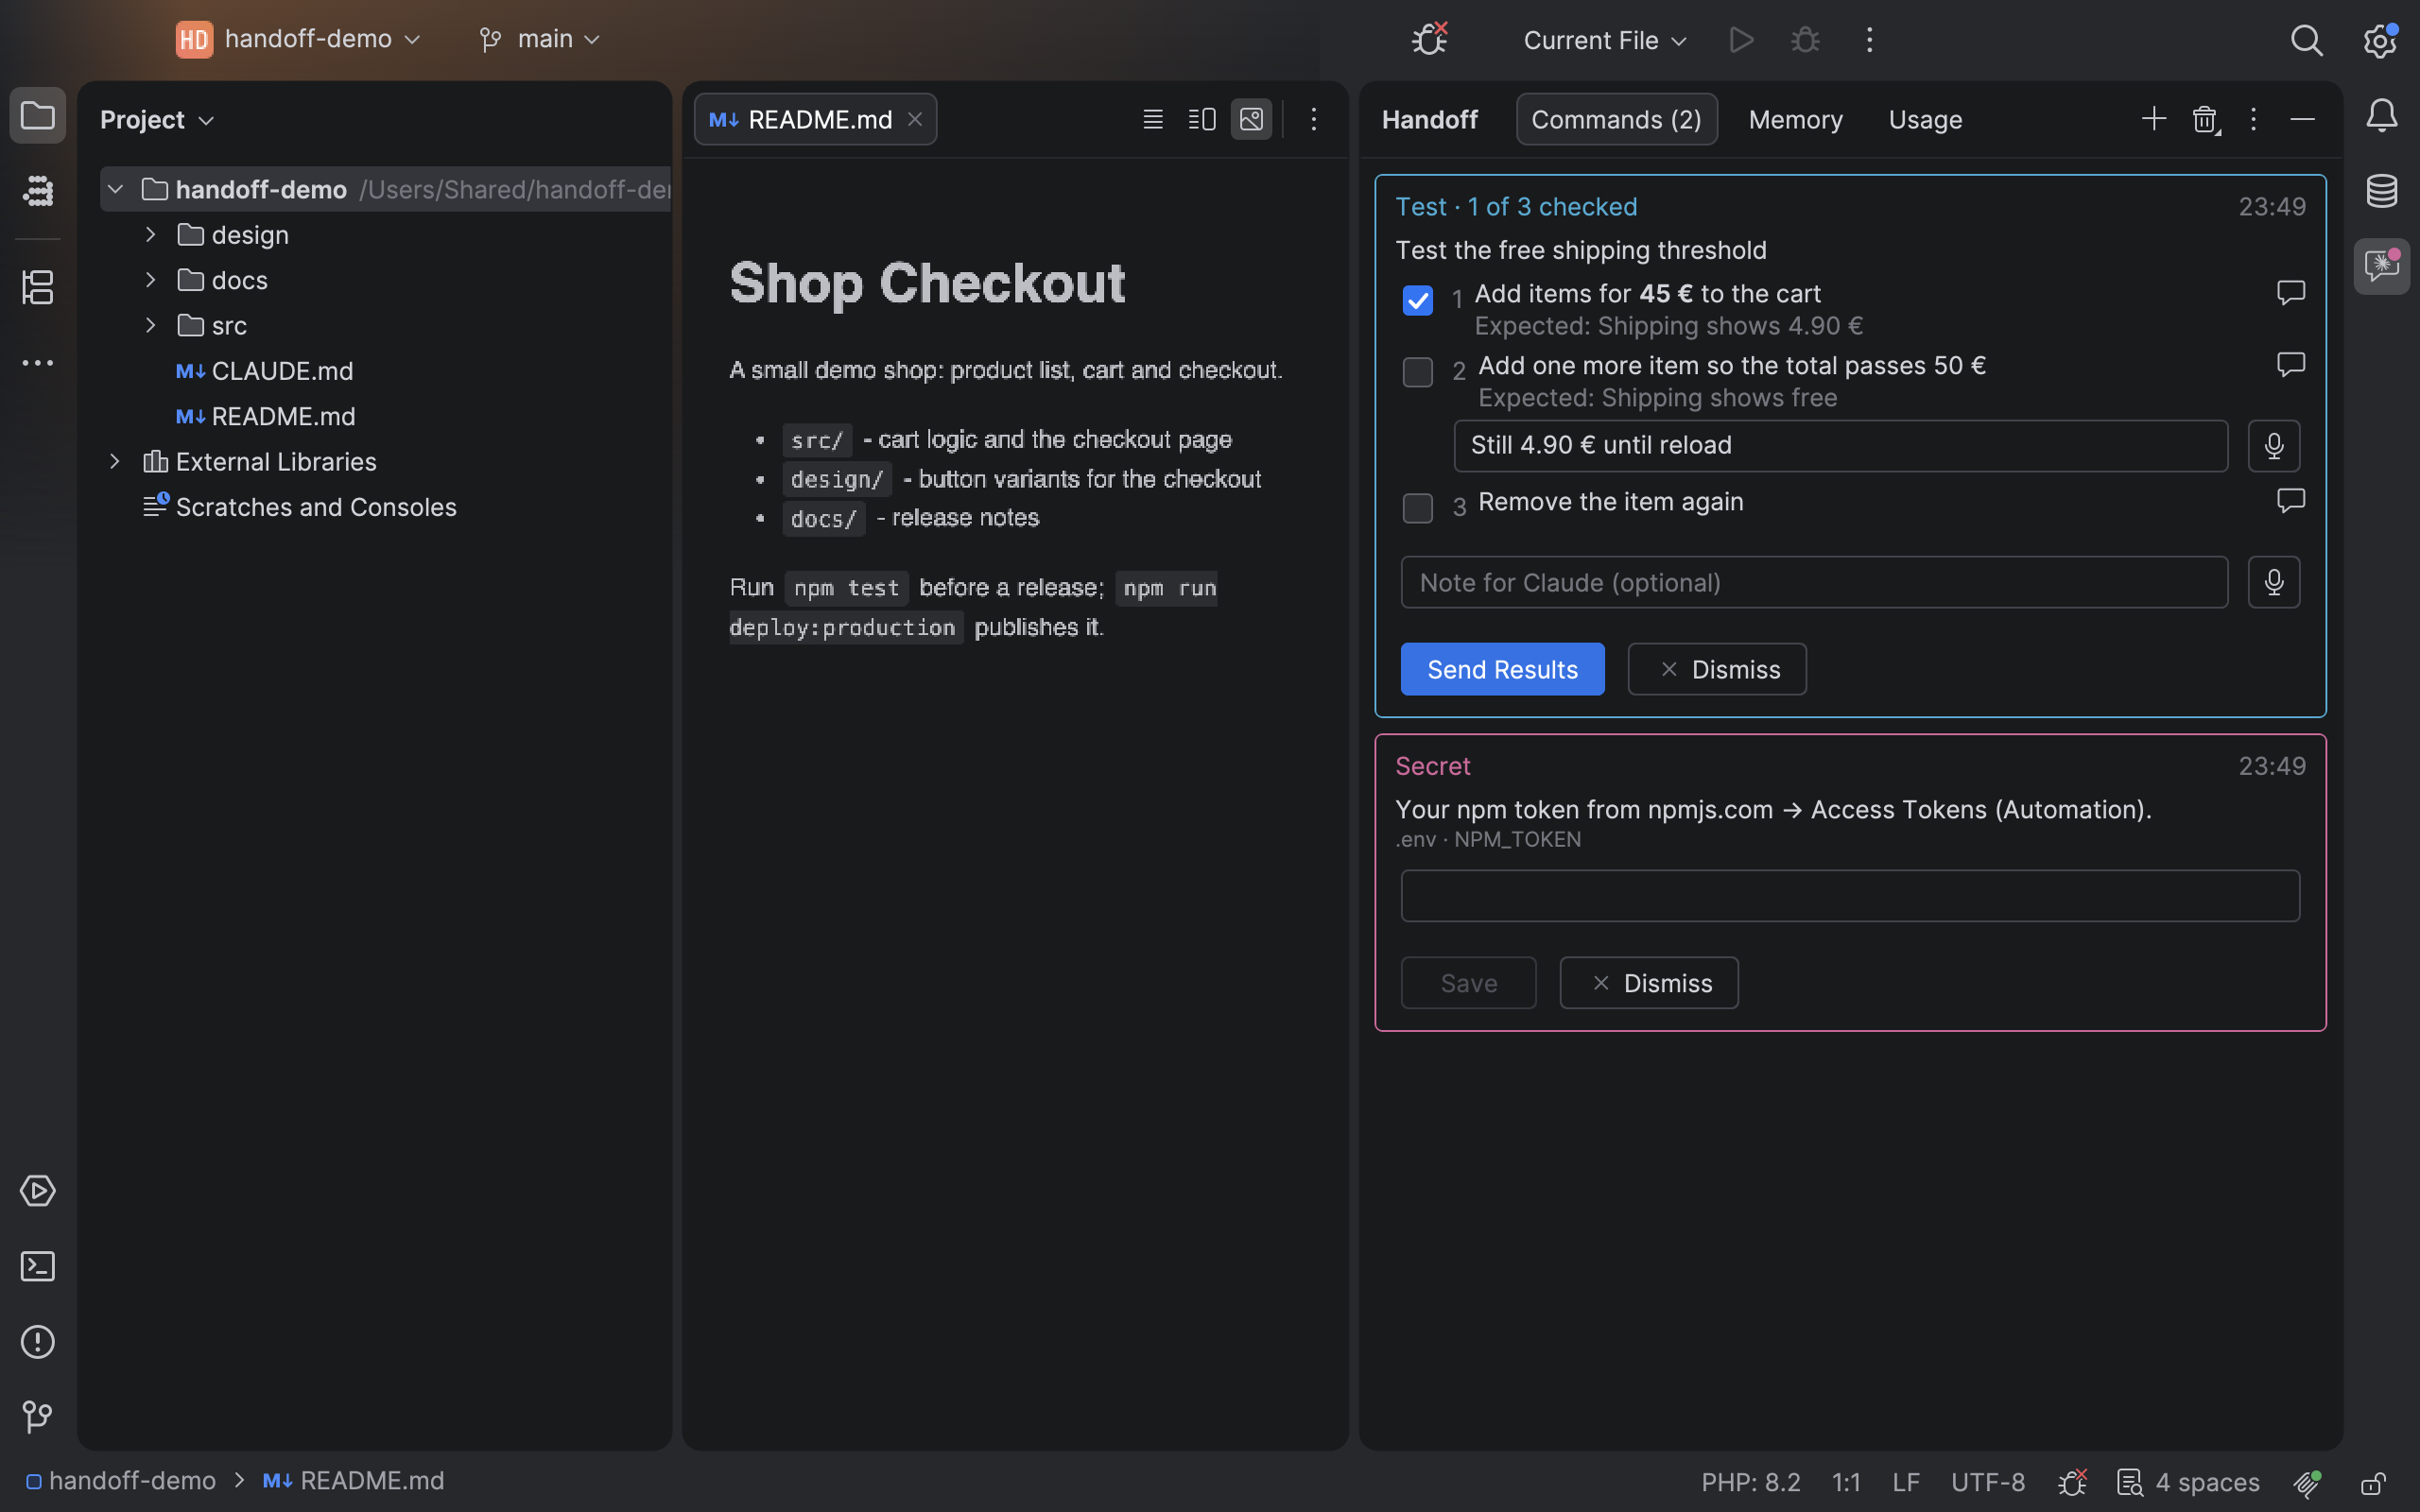 HD handoff-demo main
Current File
Project
handoff-demo /Users/Shared/handoff-de
design
docs
src
M↓ CLAUDE.md
M↓ README.md
External Libraries
Scratches and Consoles
M↓ README.md
Shop Checkout
A small demo shop: product list, cart and checkout.
• src/ - cart logic and the checkout page
• design/ - button variants for the checkout
• docs/ - release notes
Run npm test before a release; npm run
deploy:production publishes it.
Handoff Commands (2) Memory Usage
Test · 1 of 3 checked 23:49
Test the free shipping threshold
1 Add items for 45 € to the cart
Expected: Shipping shows 4.90 €
2 Add one more item so the total passes 50 €
Expected: Shipping shows free
Still 4.90 € until reload
3 Remove the item again
Note for Claude (optional)
Send Results Dismiss
Secret 23:49
Your npm token from npmjs.com → Access Tokens (Automation).
.env · NPM_TOKEN
Save Dismiss
handoff-demo > M↓ README.md
PHP: 8.2 1:1 LF UTF-8 4 spaces